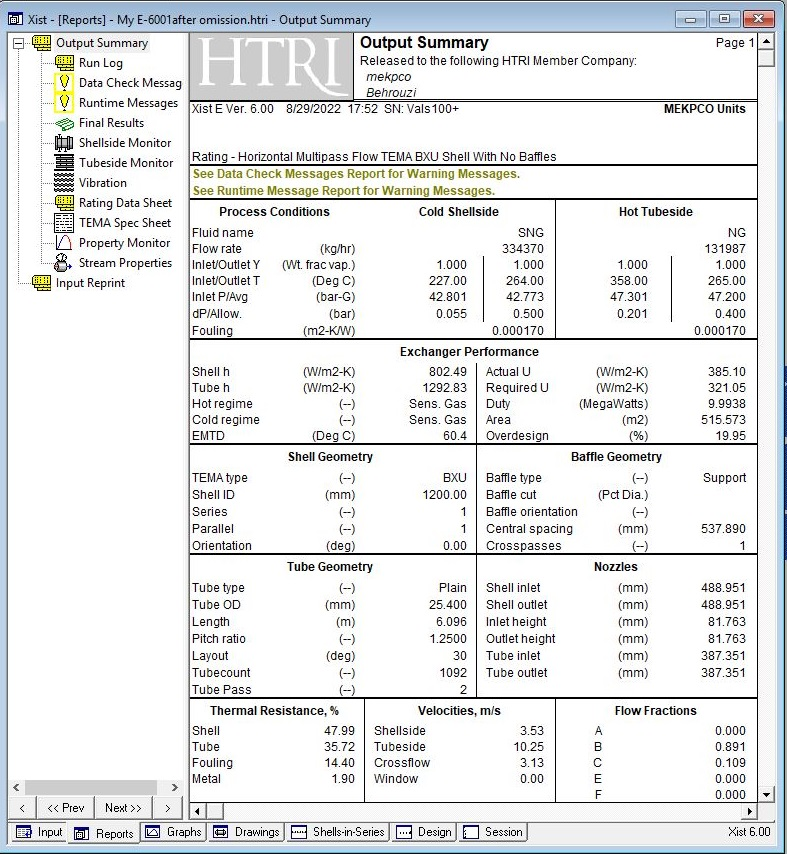 Xist - [Reports] - My E-6001after omission.htri - Output Summary
Output Summary
Run Log
Data Check Messag
Runtime Messages
Final Results
Shellside Monitor
Tubeside Monitor
Vibration
Rating Data Sheet
TEMA Spec Sheet
Property Monitor
Stream Properties
Input Reprint
HTRI
Output Summary Page 1
Released to the following HTRI Member Company:
mekpco
Behrouzi
Xist E Ver. 6.00 8/29/2022 17:52 SN: Vals100+ MEKPCO Units
Rating - Horizontal Multipass Flow TEMA BXU Shell With No Baffles
See Data Check Messages Report for Warning Messages.
See Runtime Message Report for Warning Messages.
Process Conditions Cold Shellside Hot Tubeside
Fluid name SNG NG
Flow rate (kg/hr) 334370 131987
Inlet/Outlet Y (Wt. frac vap.) 1.000 1.000 1.000 1.000
Inlet/Outlet T (Deg C) 227.00 264.00 358.00 265.00
Inlet P/Avg (bar-G) 42.801 42.773 47.301 47.200
dP/Allow. (bar) 0.055 0.500 0.201 0.400
Fouling (m2-K/W) 0.000170 0.000170
Exchanger Performance
Shell h (W/m2-K) 802.49 Actual U (W/m2-K) 385.10
Tube h (W/m2-K) 1292.83 Required U (W/m2-K) 321.05
Hot regime (--) Sens. Gas Duty (MegaWatts) 9.9938
Cold regime (--) Sens. Gas Area (m2) 515.573
EMTD (Deg C) 60.4 Overdesign (%) 19.95
Shell Geometry Baffle Geometry
TEMA type (--) BXU Baffle type (--) Support
Shell ID (mm) 1200.00 Baffle cut (Pct Dia.)
Series (--) 1 Baffle orientation (--)
Parallel (--) 1 Central spacing (mm) 537.890
Orientation (deg) 0.00 Crosspasses (--) 1
Tube Geometry Nozzles
Tube type (--) Plain Shell inlet (mm) 488.951
Tube OD (mm) 25.400 Shell outlet (mm) 488.951
Length (m) 6.096 Inlet height (mm) 81.763
Pitch ratio (--) 1.2500 Outlet height (mm) 81.763
Layout (deg) 30 Tube inlet (mm) 387.351
Tubecount (--) 1092 Tube outlet (mm) 387.351
Tube Pass (--) 2
Thermal Resistance, % Velocities, m/s Flow Fractions
Shell 47.99 Shellside 3.53 A 0.000
Tube 35.72 Tubeside 10.25 B 0.891
Fouling 14.40 Crossflow 3.13 C 0.109
Metal 1.90 Window 0.00 E 0.000
F 0.000
< << Prev Next >> >
Input Reports Graphs Drawings Shells-in-Series Design Session Xist 6.00